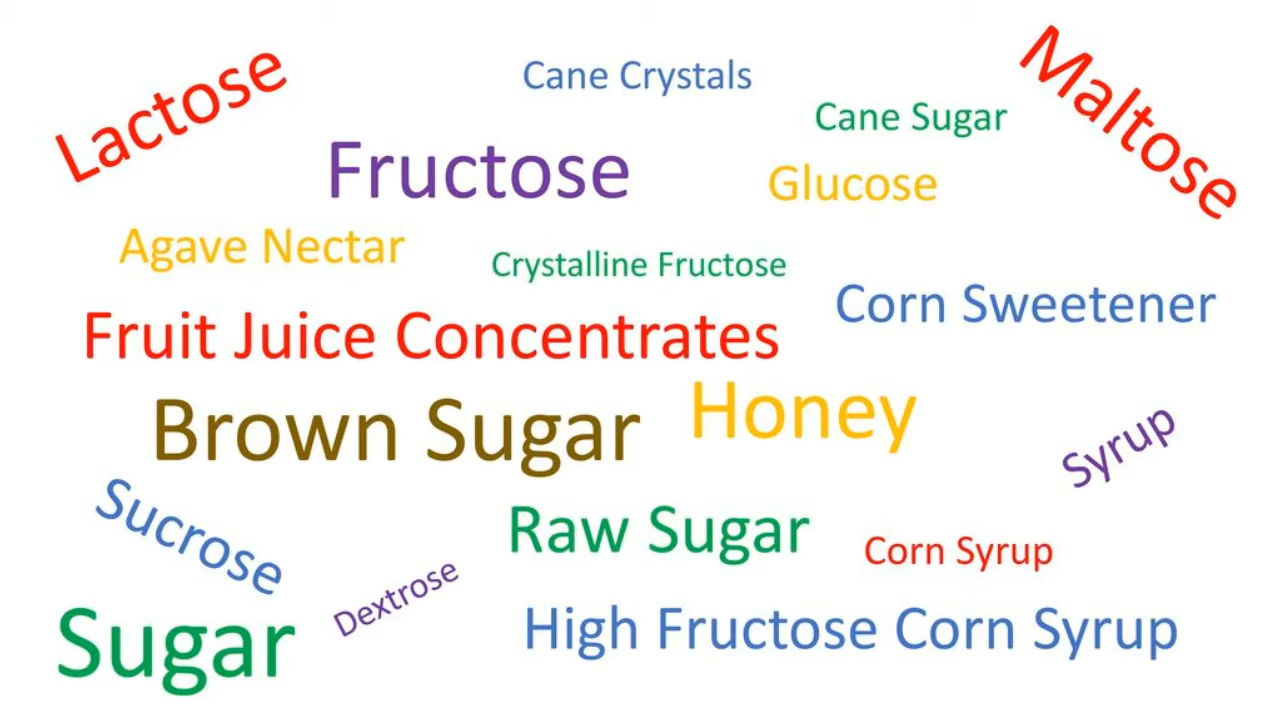 Lactose
Cane Crystals
Maltose
Cane Sugar
Fructose
Glucose
Agave Nectar
Crystalline Fructose
Corn Sweetener
Fruit Juice Concentrates
Brown Sugar
Honey
Syrup
Sucrose
Raw Sugar
Corn Syrup
Dextrose
Sugar
High Fructose Corn Syrup